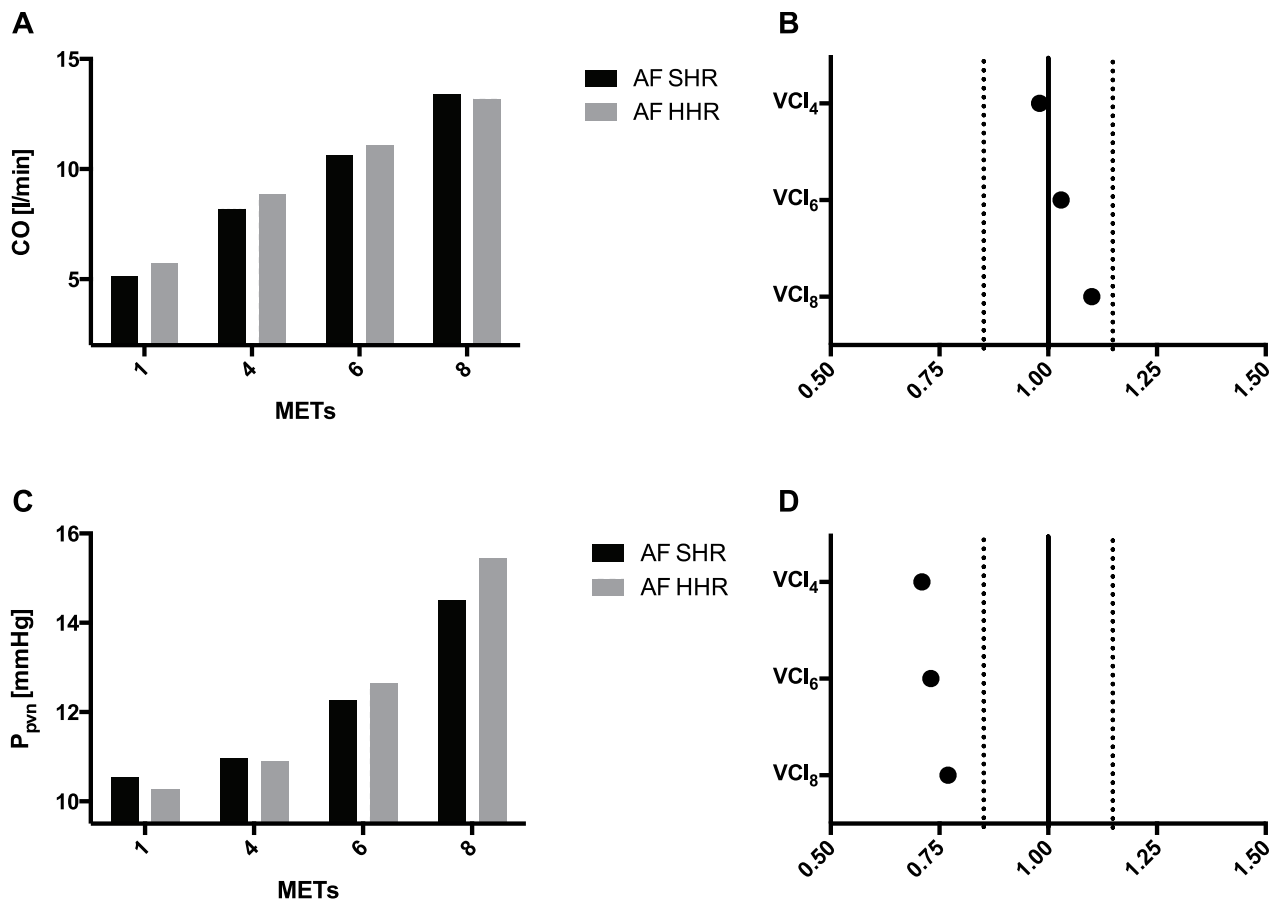 A
CO [l/min]
15
10
5
1
4
6
8
METs
AF SHR
AF HHR
B
VCI4
VCI6
VCI8
0.50
0.75
1.00
1.25
1.50
C
Ppvn [mmHg]
16
14
12
10
1
4
6
8
METs
AF SHR
AF HHR
D
VCI4
VCI6
VCI8
0.50
0.75
1.00
1.25
1.50